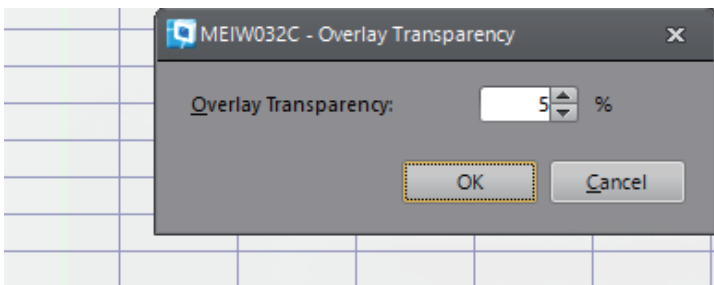 MEIW032C - Overlay Transparency
Overlay Transparency: 5 %
OK Cancel